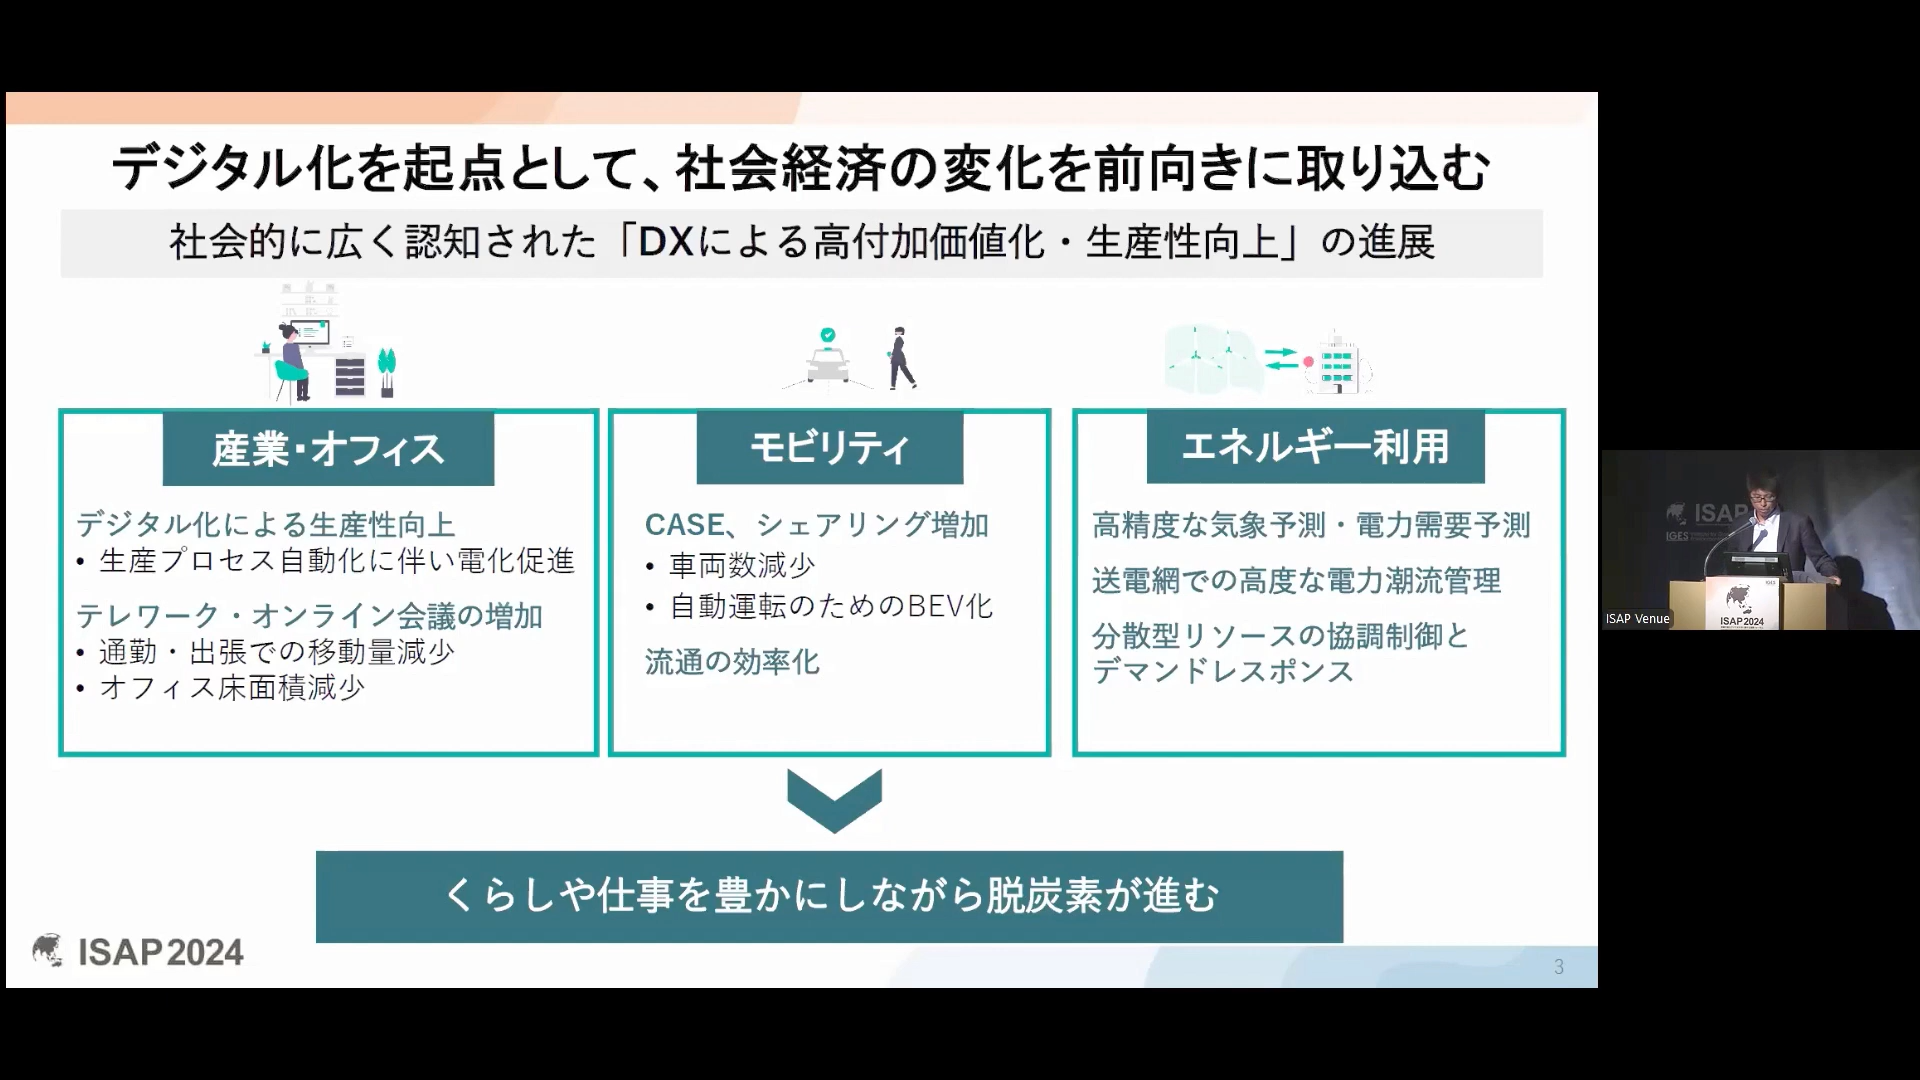 デジタル化を起点として、社会経済の変化を前向きに取り込む
社会的に広く認知された「DXによる高付加価値化・生産性向上」の進展
産業・オフィス
デジタル化による生産性向上
• 生産プロセス自動化に伴い電化促進
テレワーク・オンライン会議の増加
• 通勤・出張での移動量減少
• オフィス床面積減少
モビリティ
CASE、シェアリング増加
• 車両数減少
• 自動運転のためのBEV化
流通の効率化
エネルギー利用
高精度な気象予測・電力需要予測
送電網での高度な電力潮流管理
分散型リソースの協調制御と
デマンドレスポンス
くらしや仕事を豊かにしながら脱炭素が進む
ISAP2024
3
ISAP
IGES
ISAP2024
ISAP Venue